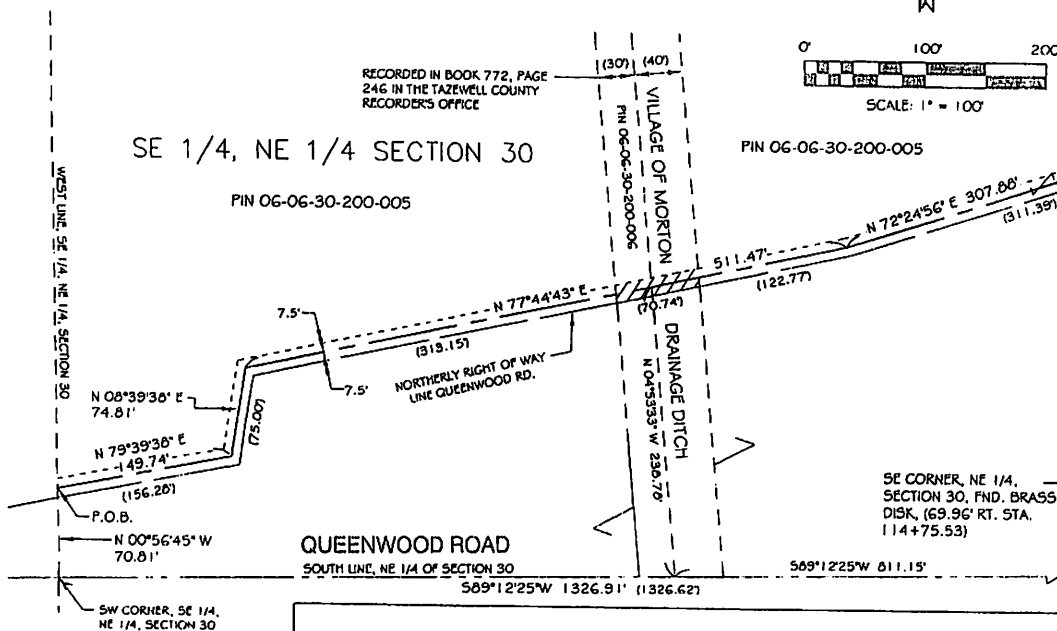 0'
100'
200
SCALE: 1" = 100'
RECORDED IN BOOK 772, PAGE
246 IN THE TAZEWELL COUNTY
RECORDER'S OFFICE
(30')
(40')
SE 1/4, NE 1/4 SECTION 30
PIN 06-06-30-200-005
PIN 06-06-30-200-005
PIN 06-06-30-200-006
VILLAGE OF MORTON
DRAINAGE DITCH
WEST LINE, SE 1/4, NE 1/4, SECTION 30
N 72°24'56" E 307.88'
(311.39')
511.47'
(122.77')
N 77°44'43" E
(70.74')
7.5'
(313.15')
7.5'
NORTHERLY RIGHT OF WAY
LINE QUEENWOOD RD.
N 04°53'33" W 238.78'
N 08°39'38" E
74.81'
(75.00')
N 79°39'38" E
149.74'
(156.28')
P.O.B.
N 00°56'45" W
70.81'
SE CORNER, NE 1/4,
SECTION 30, FND. BRASS
DISK, (69.96' RT. STA.
114+75.53)
QUEENWOOD ROAD
SOUTH LINE, NE 1/4 OF SECTION 30
S89°12'25"W 1326.91' (1326.62')
S89°12'25"W 811.15'
SW CORNER, SE 1/4,
NE 1/4, SECTION 30